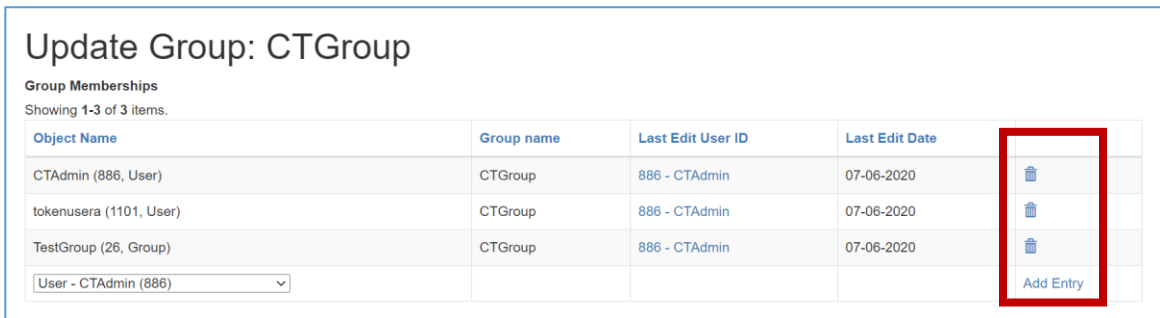 Update Group: CTGroup
Group Memberships
Showing 1-3 of 3 items.
Object Name Group name Last Edit User ID Last Edit Date
CTAdmin (886, User) CTGroup 886 - CTAdmin 07-06-2020
tokenusera (1101, User) CTGroup 886 - CTAdmin 07-06-2020
TestGroup (26, Group) CTGroup 886 - CTAdmin 07-06-2020
User - CTAdmin (886) Add Entry